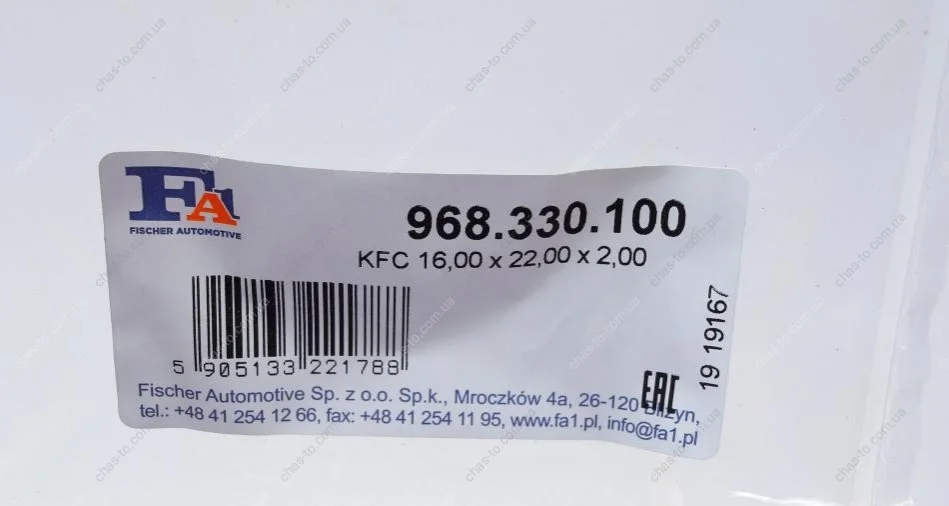 FA1
FISCHER AUTOMOTIVE
968.330.100
KFC 16,00 x 22,00 x 2,00
5 905133 221788
19 19167
EAC
Fischer Automotive Sp. z o.o. Sp.k., Mroczków 4a, 26-120 Bliżyn,
tel.: +48 41 254 12 66, fax: +48 41 254 11 95, www.fa1.pl, info@fa1.pl
chas-to.com.ua